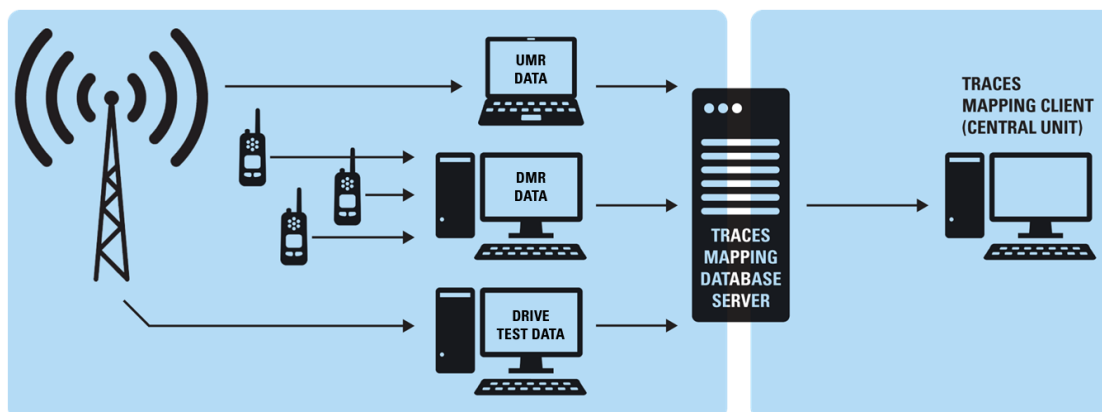 UMR
DATA
DMR
DATA
DRIVE
TEST DATA
TRACES
MAPPING
DATABASE
SERVER
TRACES
MAPPING CLIENT
(CENTRAL UNIT)